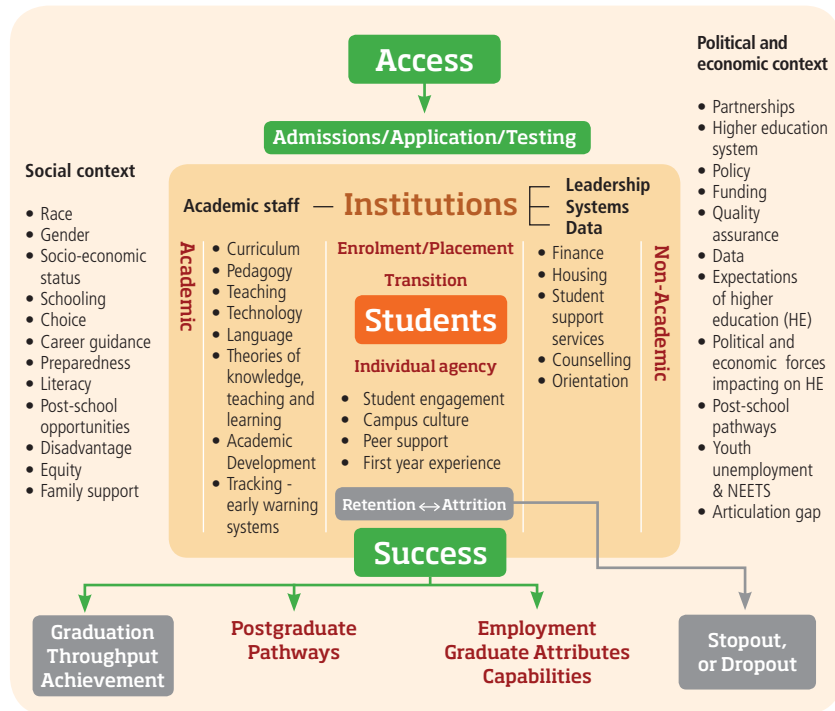 Access
Admissions/Application/Testing
Social context
• Race
• Gender
• Socio-economic
status
• Schooling
• Choice
• Career guidance
• Preparedness
• Literacy
• Post-school
opportunities
• Disadvantage
• Equity
• Family support
Academic staff
Institutions
Leadership
Systems
Data
Academic
• Curriculum
• Pedagogy
• Teaching
• Technology
• Language
• Theories of
knowledge,
teaching and
learning
• Academic
Development
• Tracking -
early warning
systems
Enrolment/Placement
Transition
Students
Individual agency
• Student engagement
• Campus culture
• Peer support
• First year experience
Retention ↔ Attrition
• Finance
• Housing
• Student
support
services
• Counselling
• Orientation
Non-Academic
Political and
economic context
• Partnerships
• Higher education
system
• Policy
• Funding
• Quality
assurance
• Data
• Expectations
of higher
education (HE)
• Political and
economic forces
impacting on HE
• Post-school
pathways
• Youth
unemployment
& NEETS
• Articulation gap
Success
Graduation
Throughput
Achievement
Postgraduate
Pathways
Employment
Graduate Attributes
Capabilities
Stopout,
or Dropout